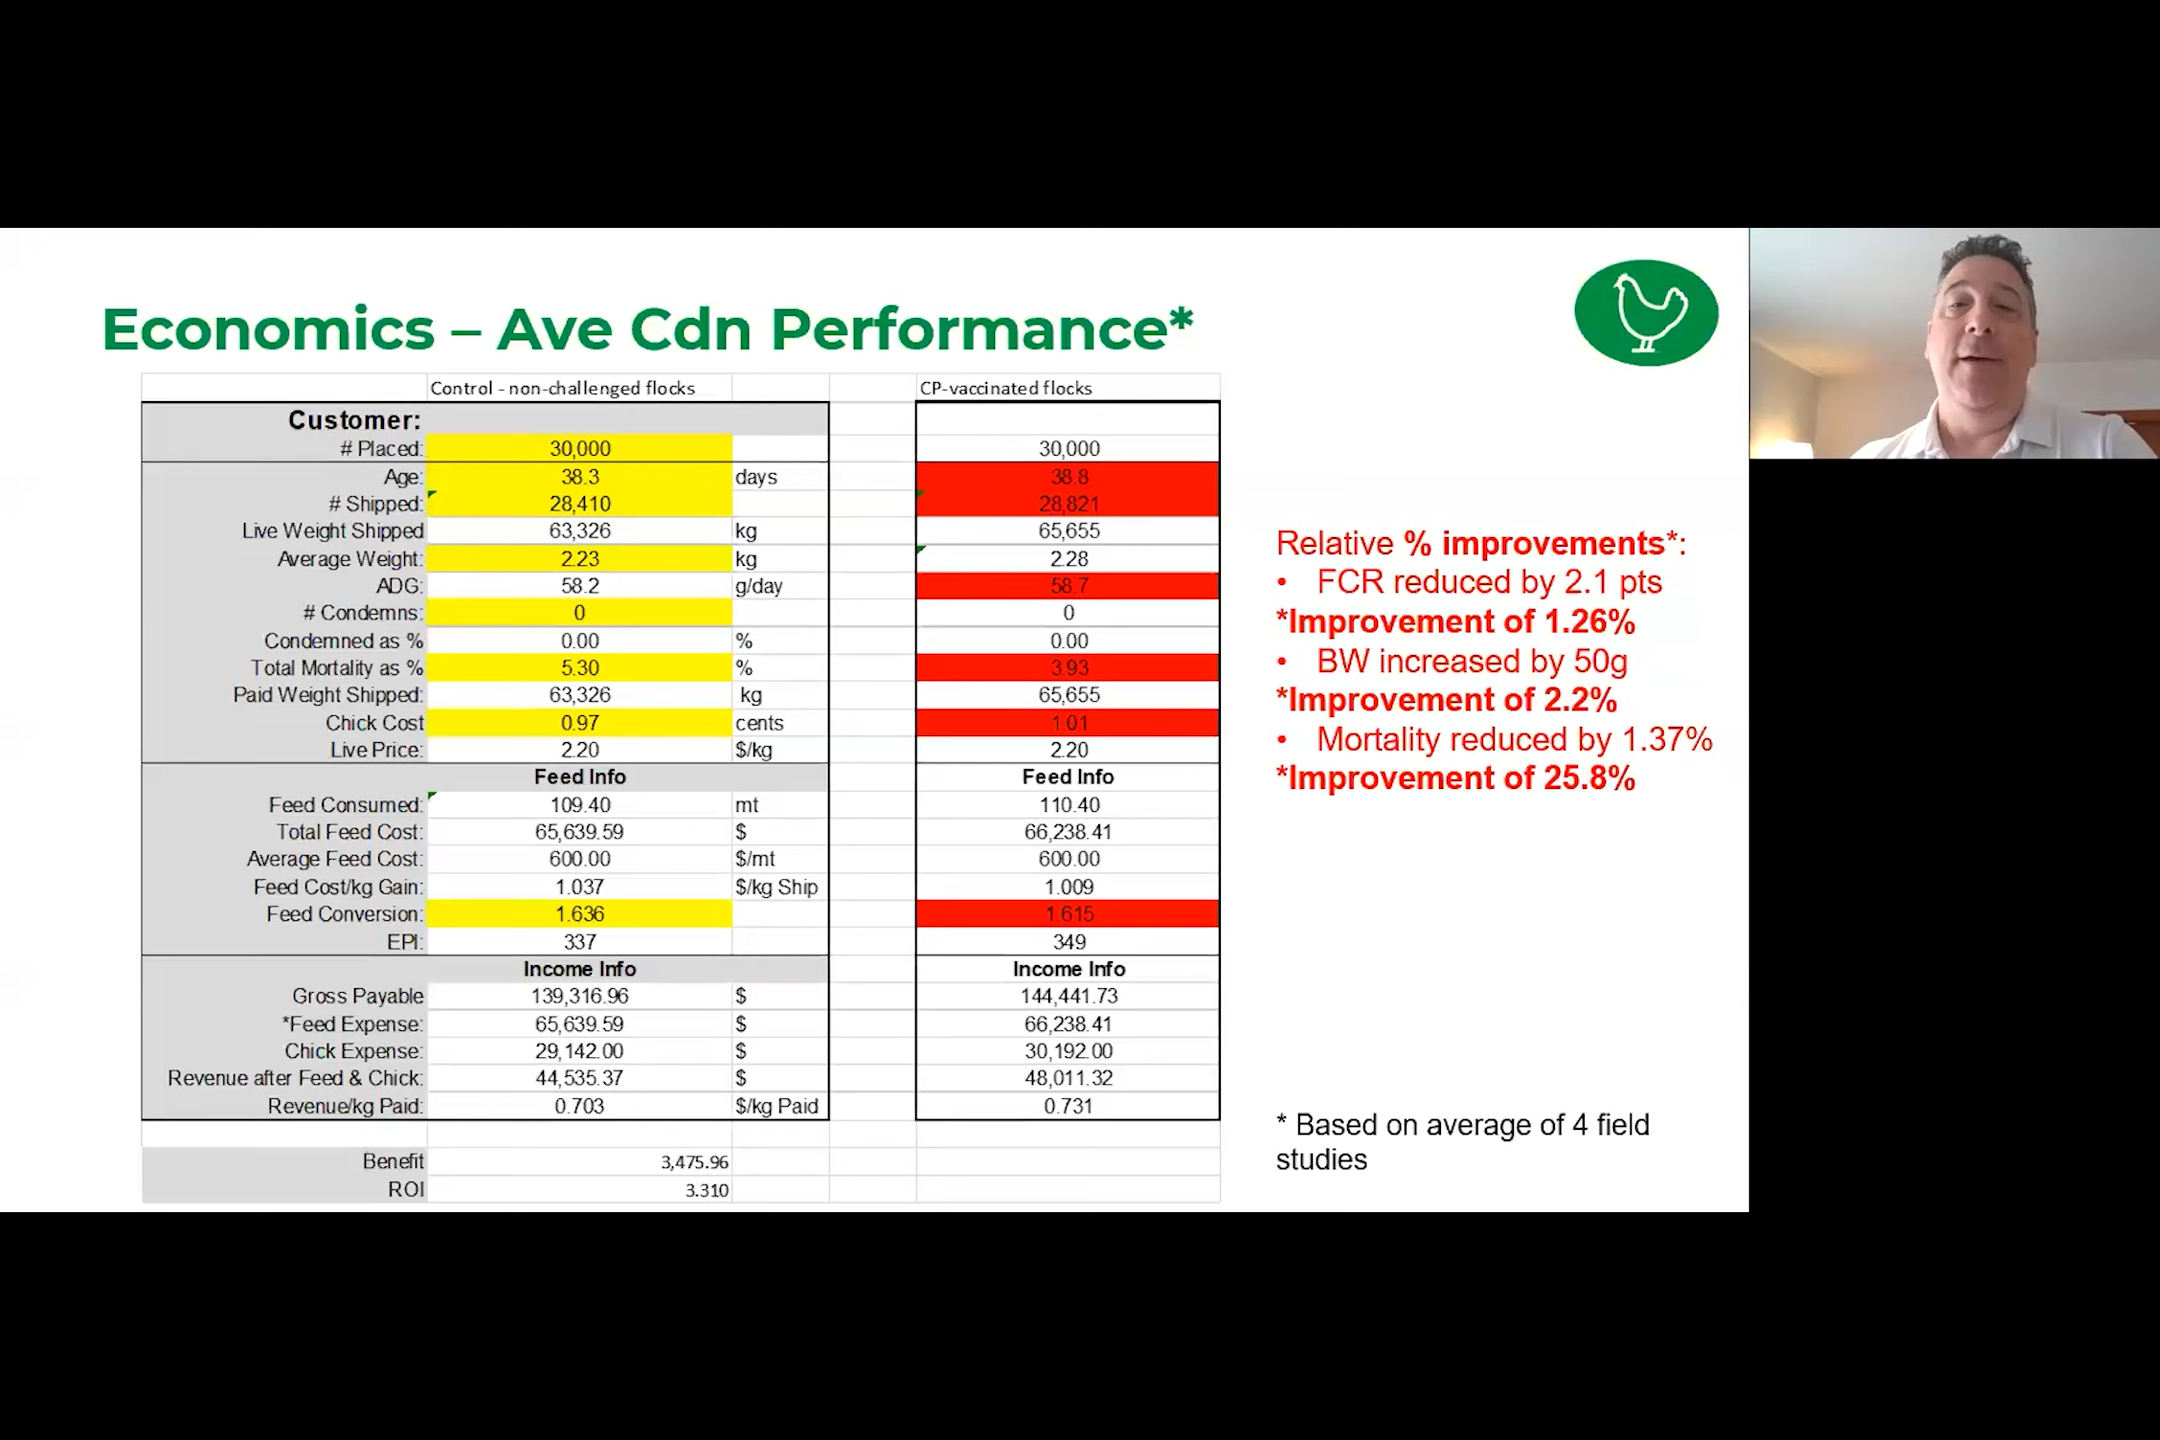 Economics – Ave Cdn Performance*
Control - non-challenged flocks CP-vaccinated flocks
Customer:
# Placed: 30,000 30,000
Age: 38.3 days 38.8
# Shipped: 28,410 28,821
Live Weight Shipped 63,326 kg 65,655
Average Weight: 2.23 kg 2.28
ADG: 58.2 g/day 58.7
# Condemns: 0 0
Condemned as % 0.00 % 0.00
Total Mortality as % 5.30 % 3.93
Paid Weight Shipped: 63,326 kg 65,655
Chick Cost 0.97 cents 1.01
Live Price: 2.20 $/kg 2.20
Feed Info Feed Info
Feed Consumed: 109.40 mt 110.40
Total Feed Cost: 65,639.59 $ 66,238.41
Average Feed Cost: 600.00 $/mt 600.00
Feed Cost/kg Gain: 1.037 $/kg Ship 1.009
Feed Conversion: 1.636 1.615
EPI: 337 349
Income Info Income Info
Gross Payable 139,316.96 $ 144,441.73
*Feed Expense: 65,639.59 $ 66,238.41
Chick Expense: 29,142.00 $ 30,192.00
Revenue after Feed & Chick: 44,535.37 $ 48,011.32
Revenue/kg Paid: 0.703 $/kg Paid 0.731
Benefit 3,475.96
ROI 3.310
Relative % improvements*:
• FCR reduced by 2.1 pts
*Improvement of 1.26%
• BW increased by 50g
*Improvement of 2.2%
• Mortality reduced by 1.37%
*Improvement of 25.8%
* Based on average of 4 field
studies